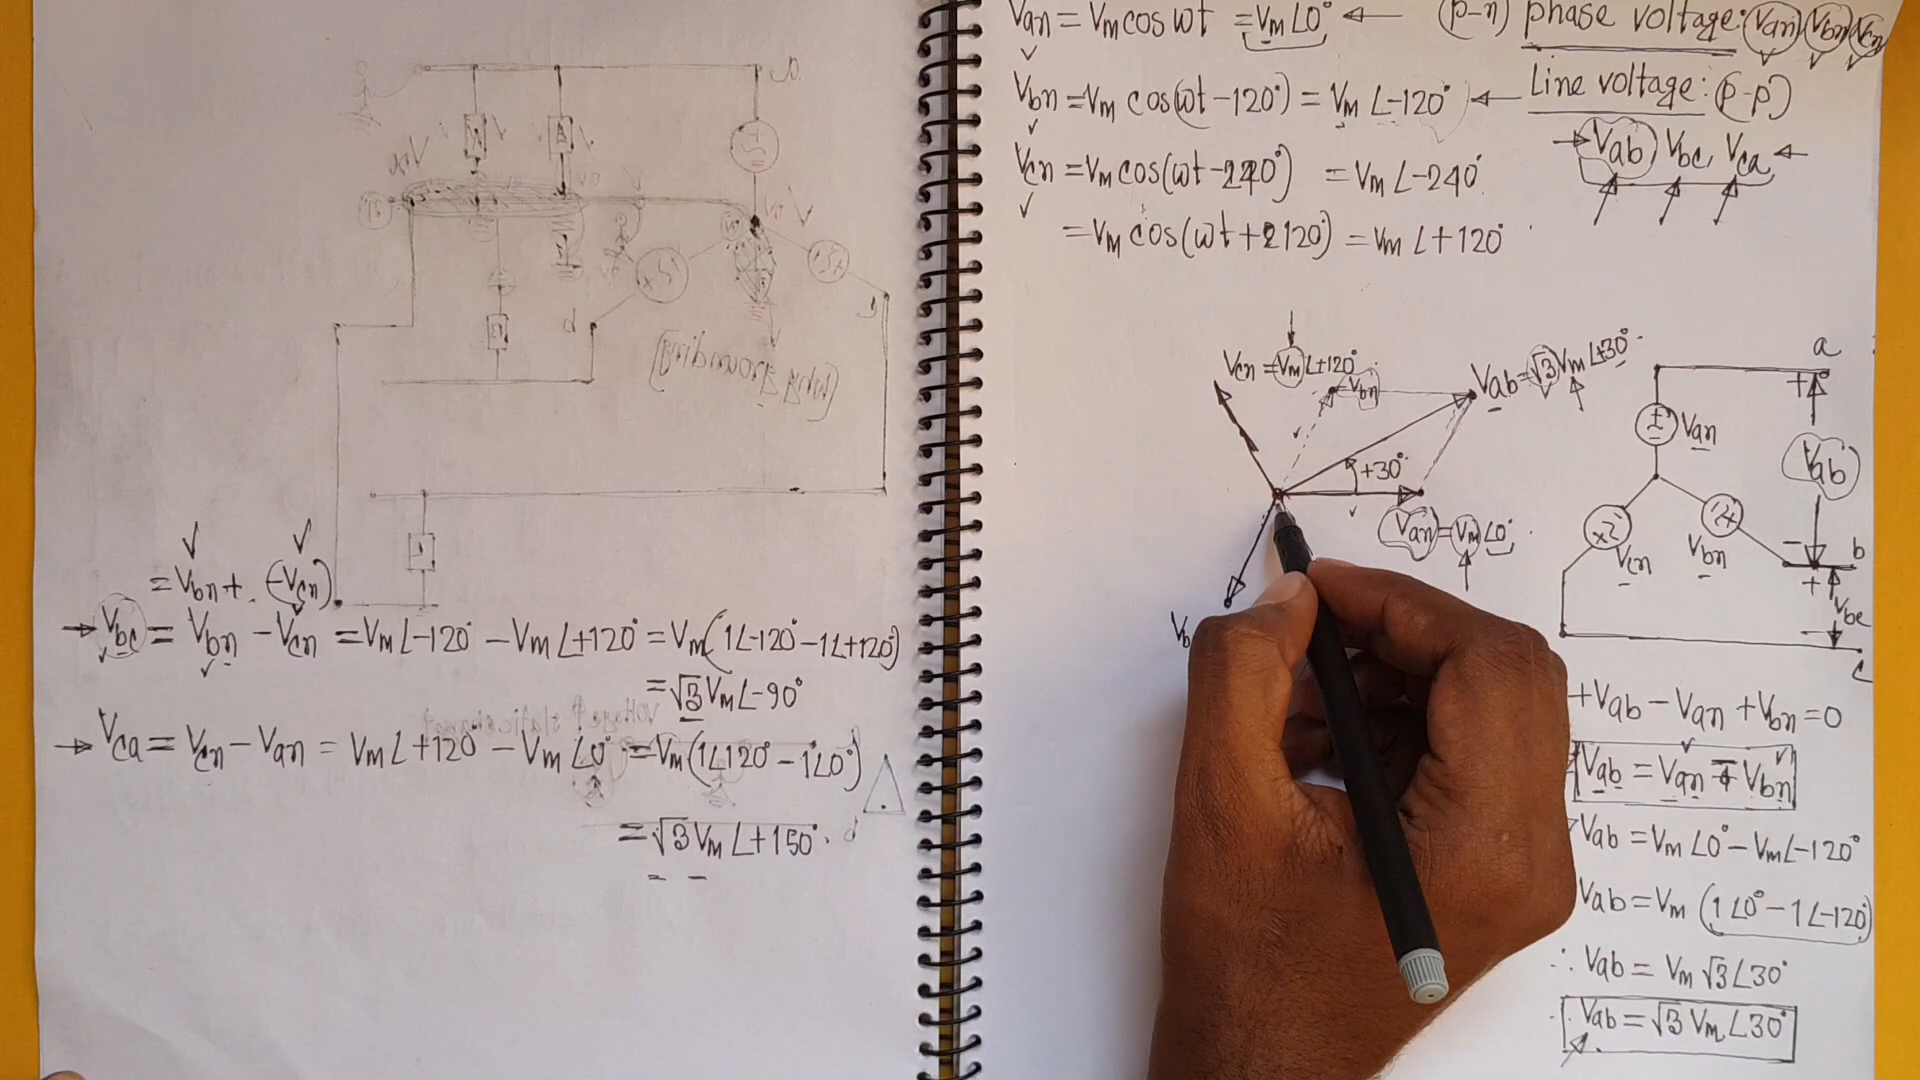 = Vbn + (-Vcn)
→ Vbc = Vbn - Vcn = Vm∠-120° - Vm∠+120° = Vm(1∠-120° - 1∠+120°)
= √3 Vm∠-90°
→ Vca = Vcn - Van = Vm∠+120° - Vm∠0° = Vm(1∠120° - 1∠0°)
= √3 Vm∠+150°
Van = Vm cos ωt = Vm∠0° ← (p-n) phase voltage: Van Vbn Vcn
Vbn = Vm cos(ωt - 120°) = Vm∠-120° ← Line voltage: (p-p)
→ Vab, Vbc, Vca ←
Vcn = Vm cos(ωt - 240°) = Vm∠-240°
= Vm cos(ωt + 120°) = Vm∠+120°
Vcn = Vm∠+120°
-Vbn
Vab = √3 Vm∠+30°
+30°
Van = Vm∠0°
Vb
a
+
Van
Vab
Vcn
Vbn
-
b
+
Vbc
-
c
+Vab - Van + Vbn = 0
Vab = Van - Vbn
Vab = Vm∠0° - Vm∠-120°
Vab = Vm (1∠0° - 1∠-120°)
∴ Vab = Vm √3∠30°
∴ Vab = √3 Vm∠30°